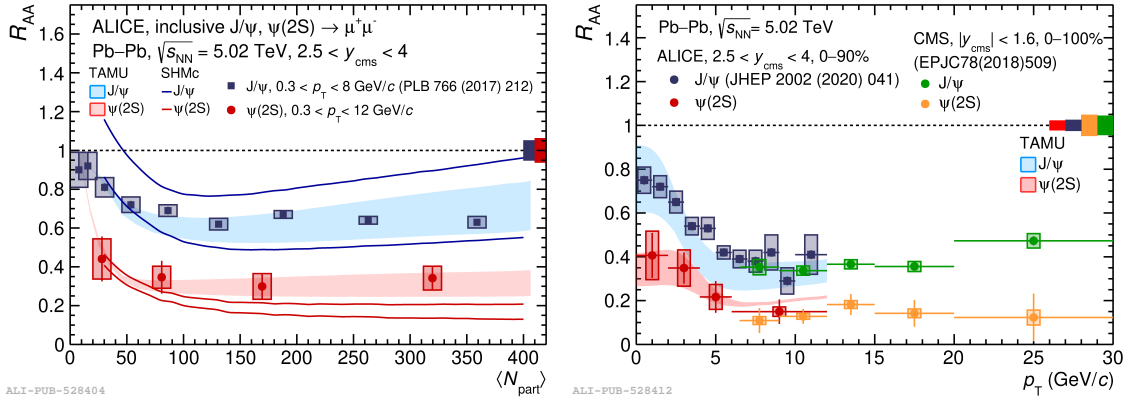 R_AA
ALICE, inclusive J/ψ, ψ(2S) → μ⁺μ⁻
Pb–Pb, √s_NN = 5.02 TeV, 2.5 < y_cms < 4
TAMU SHMc
J/ψ J/ψ J/ψ, 0.3 < p_T < 8 GeV/c (PLB 766 (2017) 212)
ψ(2S) ψ(2S) ψ(2S), 0.3 < p_T < 12 GeV/c
1.6
1.4
1.2
1
0.8
0.6
0.4
0.2
0
0 50 100 150 200 250 300 350 400
⟨N_part⟩
ALI-PUB-528404
R_AA
Pb–Pb, √s_NN = 5.02 TeV
ALICE, 2.5 < y_cms < 4, 0–90%
J/ψ (JHEP 2002 (2020) 041)
ψ(2S)
CMS, |y_cms| < 1.6, 0–100%
(EPJC78(2018)509)
J/ψ
ψ(2S)
TAMU
J/ψ
ψ(2S)
1.4
1.2
1
0.8
0.6
0.4
0.2
0
0 5 10 15 20 25 30
p_T (GeV/c)
ALI-PUB-528412